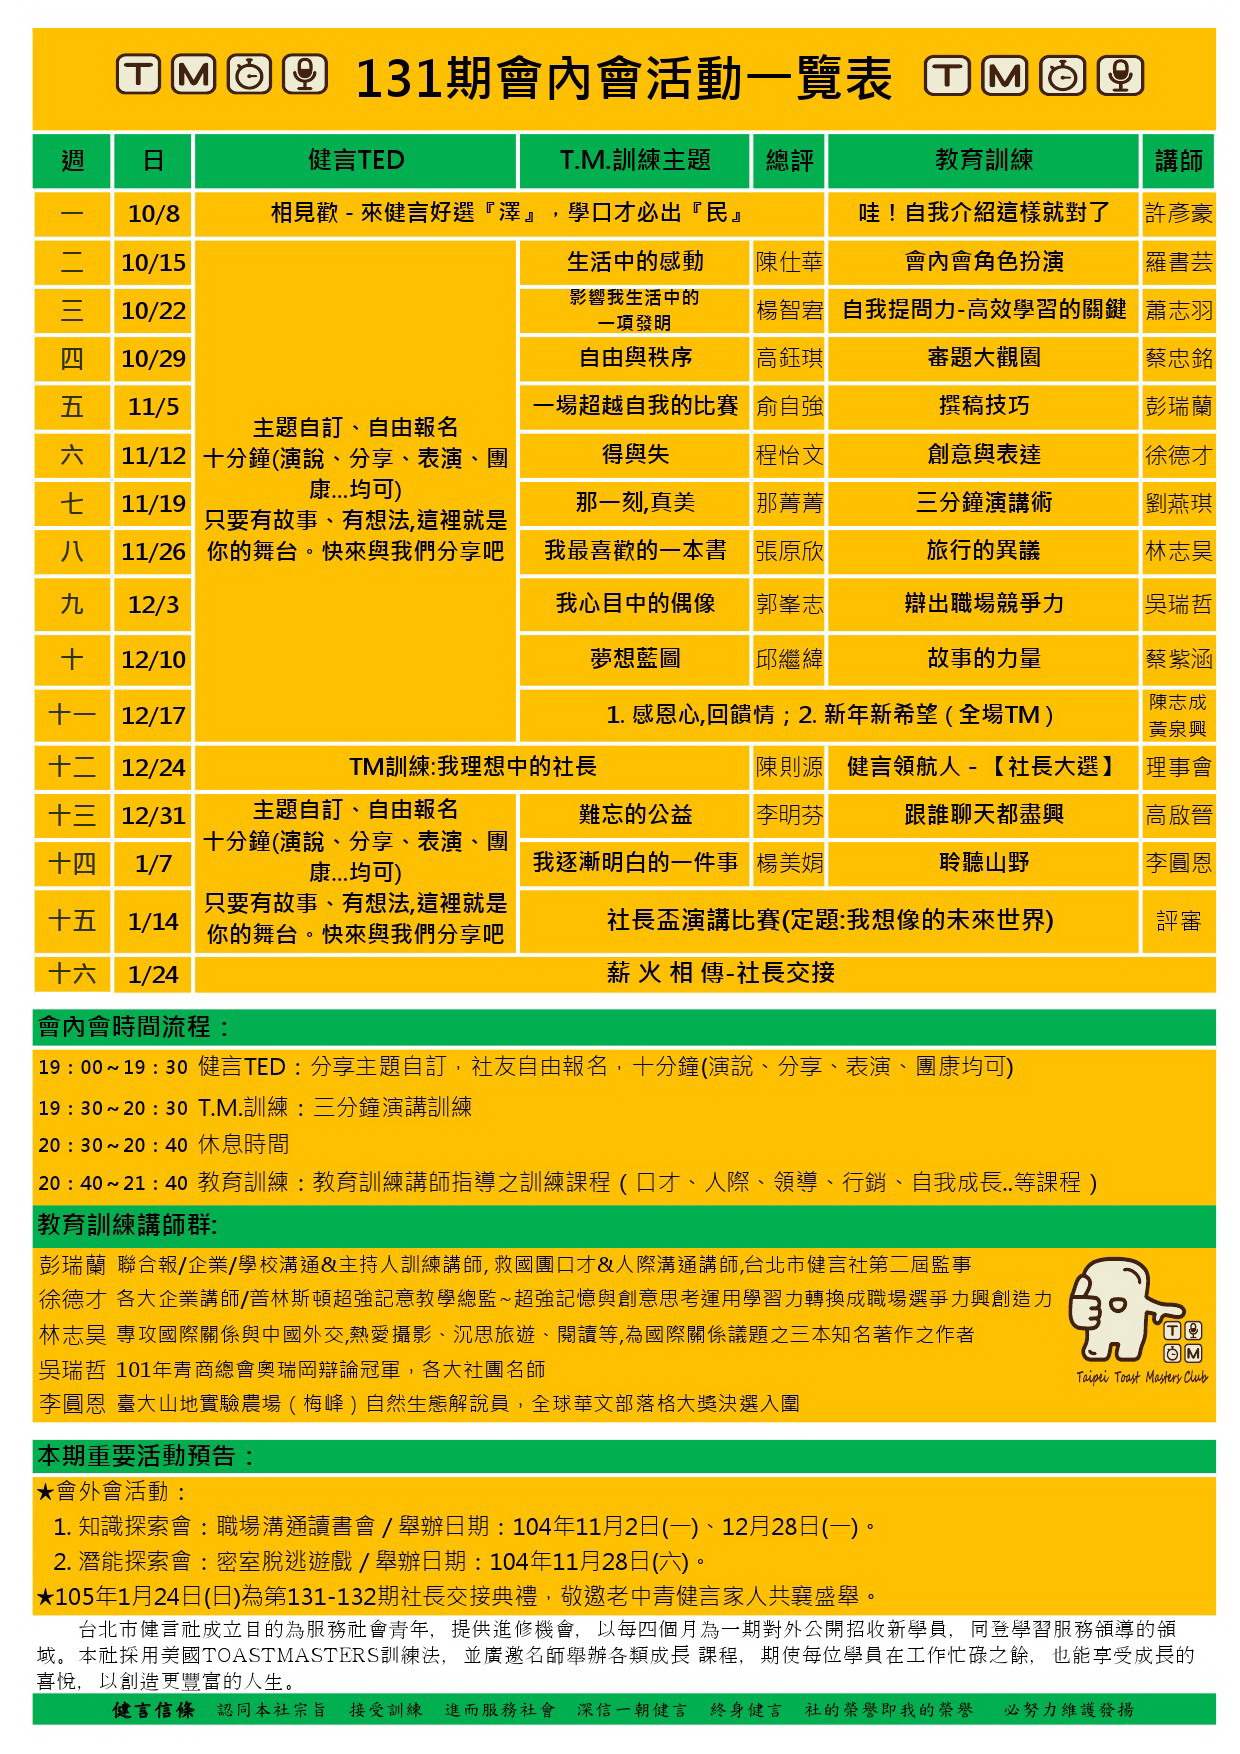 T M 131期會內會活動一覽表 T M
週 日 健言TED T.M.訓練主題 總評 教育訓練 講師
一 10/8 相見歡 - 來健言好選『澤』，學口才必出『民』 哇！自我介紹這樣就對了 許彥豪
二 10/15 生活中的感動 陳仕華 會內會角色扮演 羅書芸
三 10/22 影響我生活中的
一項發明 楊智宭 自我提問力-高效學習的關鍵 蕭志羽
四 10/29 自由與秩序 高鈺琪 審題大觀園 蔡忠銘
五 11/5 一場超越自我的比賽 俞自強 撰稿技巧 彭瑞蘭
主題自訂、自由報名
十分鐘(演說、分享、表演、團
康...均可)
只要有故事、有想法,這裡就是
你的舞台。快來與我們分享吧
六 11/12 得與失 程怡文 創意與表達 徐德才
七 11/19 那一刻,真美 那菁菁 三分鐘演講術 劉燕琪
八 11/26 我最喜歡的一本書 張原欣 旅行的異議 林志昊
九 12/3 我心目中的偶像 郭峯志 辯出職場競爭力 吳瑞哲
十 12/10 夢想藍圖 邱繼緯 故事的力量 蔡紫涵
十一 12/17 1. 感恩心,回饋情；2. 新年新希望（全場TM） 陳志成
黃泉興
十二 12/24 TM訓練:我理想中的社長 陳則源 健言領航人 - 【社長大選】 理事會
十三 12/31 難忘的公益 李明芬 跟誰聊天都盡興 高啟晉
主題自訂、自由報名
十分鐘(演說、分享、表演、團
康...均可)
只要有故事、有想法,這裡就是
你的舞台。快來與我們分享吧
十四 1/7 我逐漸明白的一件事 楊美娟 聆聽山野 李圓恩
十五 1/14 社長盃演講比賽(定題:我想像的未來世界) 評審
十六 1/24 薪 火 相 傳-社長交接
會內會時間流程：
19：00～19：30 健言TED：分享主題自訂，社友自由報名，十分鐘(演說、分享、表演、團康均可)
19：30～20：30 T.M.訓練：三分鐘演講訓練
20：30～20：40 休息時間
20：40～21：40 教育訓練：教育訓練講師指導之訓練課程（口才、人際、領導、行銷、自我成長..等課程）
教育訓練講師群:
彭瑞蘭 聯合報/企業/學校溝通&主持人訓練講師, 救國團口才&人際溝通講師,台北市健言社第二屆監事
徐德才 各大企業講師/普林斯頓超強記意教學總監~超強記憶與創意思考運用學習力轉換成職場選爭力興創造力
林志昊 專攻國際關係與中國外交,熱愛攝影、沉思旅遊、閱讀等,為國際關係議題之三本知名著作之作者
吳瑞哲 101年青商總會奧瑞岡辯論冠軍，各大社團名師
李圓恩 臺大山地實驗農場（梅峰）自然生態解說員，全球華文部落格大獎決選入圍
T
M
Taipei Toast Masters Club
本期重要活動預告：
★會外會活動：
1. 知識探索會：職場溝通讀書會 / 舉辦日期：104年11月2日(一)、12月28日(一)。
2. 潛能探索會：密室脫逃遊戲 / 舉辦日期：104年11月28日(六)。
★105年1月24日(日)為第131-132期社長交接典禮，敬邀老中青健言家人共襄盛舉。
台北市健言社成立目的為服務社會青年, 提供進修機會, 以每四個月為一期對外公開招收新學員, 同登學習服務領導的領
域。本社採用美國TOASTMASTERS訓練法, 並廣邀名師舉辦各類成長 課程, 期使每位學員在工作忙碌之餘, 也能享受成長的
喜悅, 以創造更豐富的人生。
健言信條 認同本社宗旨 接受訓練 進而服務社會 深信一朝健言 終身健言 社的榮譽即我的榮譽 必努力維護發揚